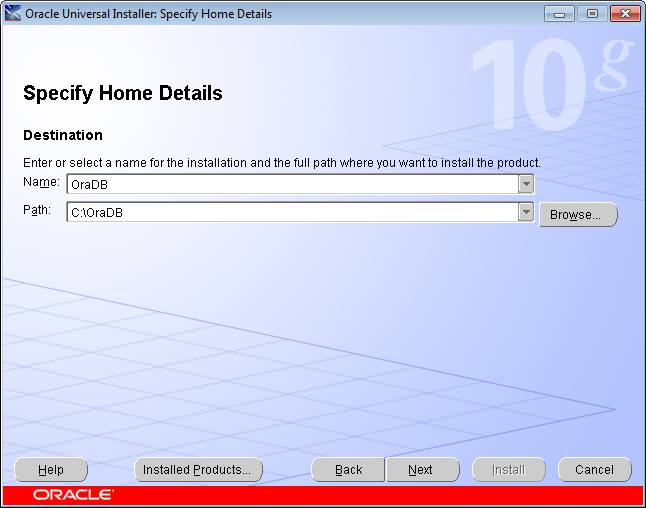 Oracle Universal Installer: Specify Home Details
10g
Specify Home Details
Destination
Enter or select a name for the installation and the full path where you want to install the product.
Name: OraDB
Path: C:\OraDB Browse...
Help Installed Products... Back Next Install Cancel
ORACLE